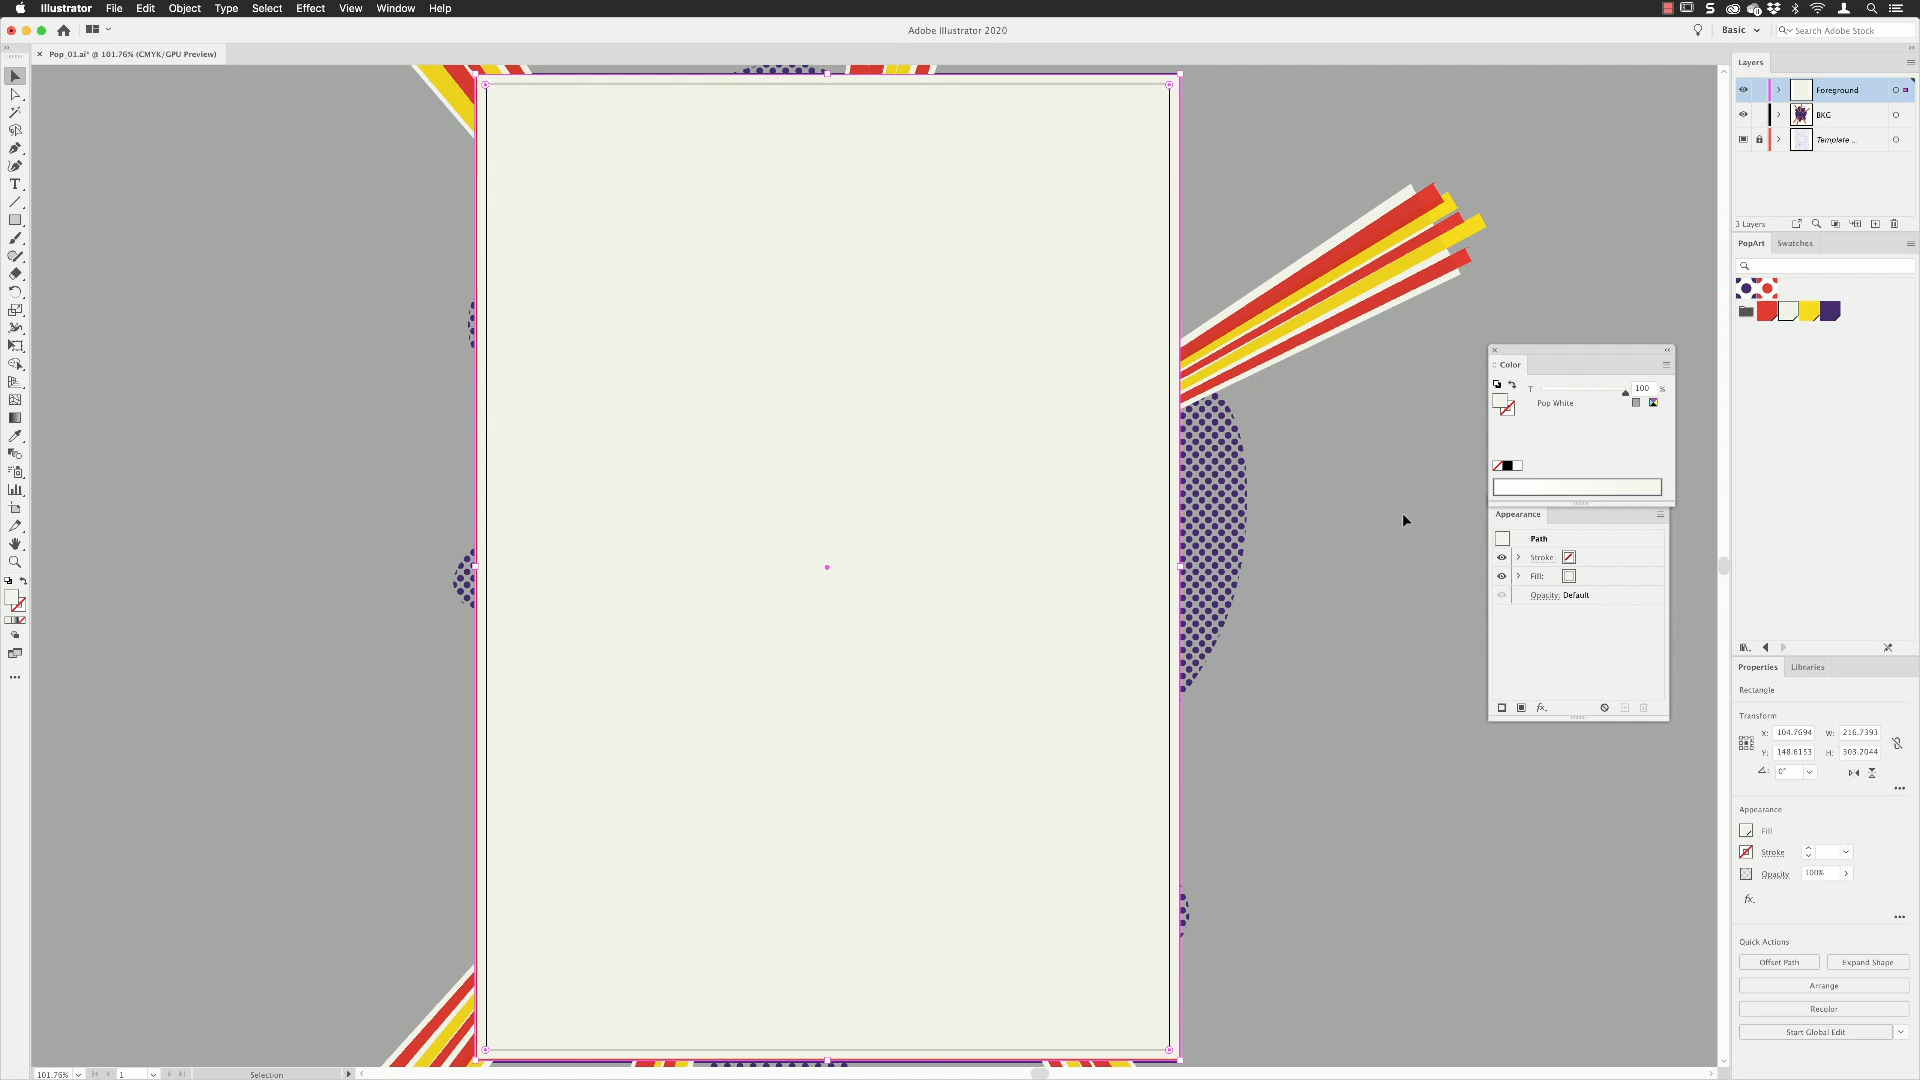 Illustrator File Edit Object Type Select Effect View Window Help
Adobe Illustrator 2020
Basic
Search Adobe Stock
× Pop_01.ai* @ 101.76% (CMYK/GPU Preview)
Layers
Foreground
BKG
Template ...
3 Layers
PopArt Swatches
Color
T 100 %
Pop White
Appearance
Path
Stroke:
Fill:
Opacity: Default
fx.
Properties Libraries
Rectangle
Transform
X: 104.7694 W: 216.7393
Y: 148.6153 H: 303.2044
0°
Appearance
Fill
Stroke
Opacity 100%
fx.
Quick Actions
Offset Path Expand Shape
Arrange
Recolor
Start Global Edit
101.76% 1 Selection